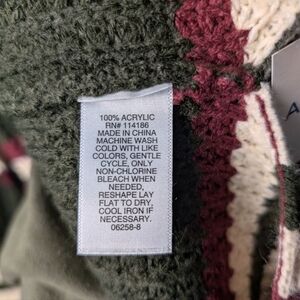 100% ACRYLIC
RN# 114186
MADE IN CHINA
MACHINE WASH
COLD WITH LIKE
COLORS, GENTLE
CYCLE, ONLY
NON-CHLORINE
BLEACH WHEN
NEEDED,
RESHAPE LAY
FLAT TO DRY,
COOL IRON IF
NECESSARY.
06258-8
A